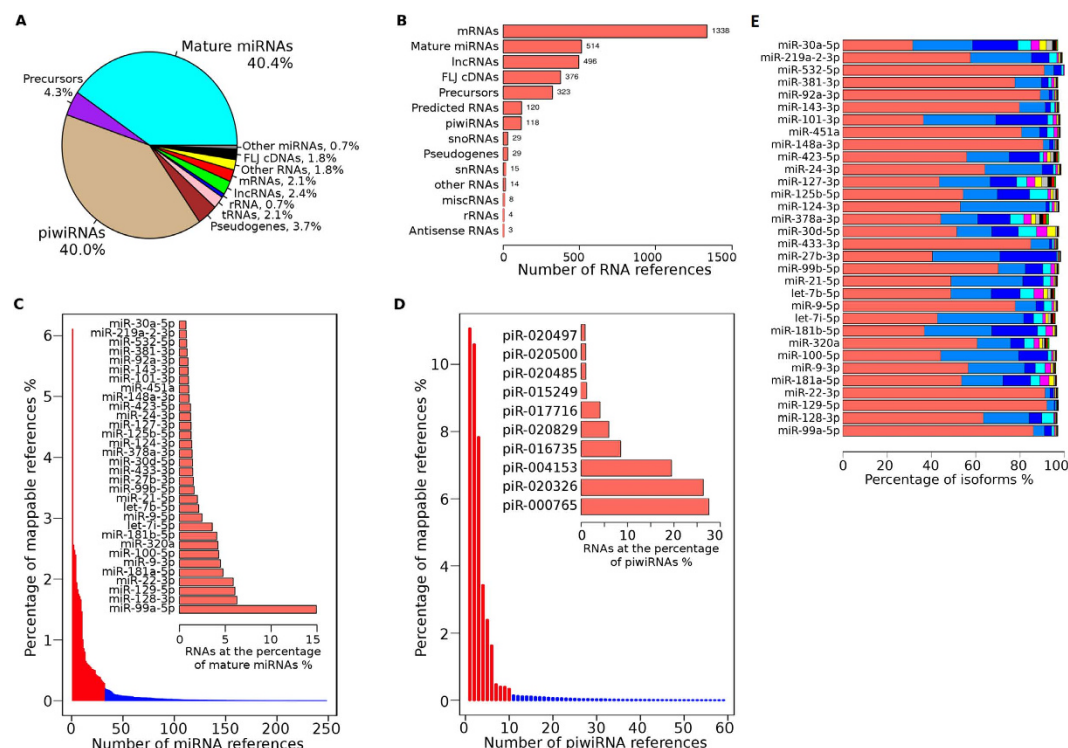 A
Mature miRNAs
40.4%
Precursors
4.3%
Other miRNAs, 0.7%
FLJ cDNAs, 1.8%
Other RNAs, 1.8%
mRNAs, 2.1%
lncRNAs, 2.4%
rRNA, 0.7%
tRNAs, 2.1%
Pseudogenes, 3.7%
piwiRNAs
40.0%
B
mRNAs 1338
Mature miRNAs 514
lncRNAs 496
FLJ cDNAs 376
Precursors 323
Predicted RNAs 120
piwiRNAs 118
snoRNAs 29
Pseudogenes 29
snRNAs 15
other RNAs 14
miscRNAs 8
rRNAs 4
Antisense RNAs 3
0 500 1000 1500
Number of RNA references
C
Percentage of mappable references %
6
5
4
3
2
1
0
miR-30a-5p
miR-219a-2-3p
miR-532-5p
miR-381-3p
miR-92a-3p
miR-143-3p
miR-101-3p
miR-451a
miR-148a-3p
miR-423-5p
miR-24-3p
miR-127-3p
miR-125b-5p
miR-124-3p
miR-378a-3p
miR-30d-5p
miR-433-3p
miR-27b-3p
miR-99b-5p
miR-21-5p
let-7b-5p
miR-9-5p
let-7i-5p
miR-181b-5p
miR-320a
miR-100-5p
miR-9-3p
miR-181a-5p
miR-22-3p
miR-129-5p
miR-128-3p
miR-99a-5p
0 5 10 15
RNAs at the percentage
of mature miRNAs %
0 50 100 150 200 250
Number of miRNA references
D
Percentage of mappable references %
10
8
6
4
2
0
piR-020497
piR-020500
piR-020485
piR-015249
piR-017716
piR-020829
piR-016735
piR-004153
piR-020326
piR-000765
0 10 20 30
RNAs at the percentage
of piwiRNAs %
0 10 20 30 40 50 60
Number of piwiRNA references
E
miR-30a-5p
miR-219a-2-3p
miR-532-5p
miR-381-3p
miR-92a-3p
miR-143-3p
miR-101-3p
miR-451a
miR-148a-3p
miR-423-5p
miR-24-3p
miR-127-3p
miR-125b-5p
miR-124-3p
miR-378a-3p
miR-30d-5p
miR-433-3p
miR-27b-3p
miR-99b-5p
miR-21-5p
let-7b-5p
miR-9-5p
let-7i-5p
miR-181b-5p
miR-320a
miR-100-5p
miR-9-3p
miR-181a-5p
miR-22-3p
miR-129-5p
miR-128-3p
miR-99a-5p
0 20 40 60 80 100
Percentage of isoforms %